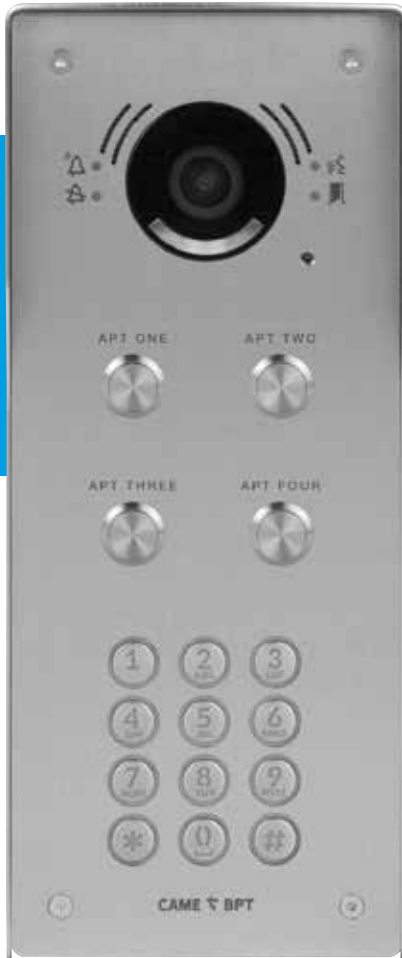 APT ONE APT TWO
APT THREE APT FOUR
1 2 3
4 5 6
7 8 9
* 0 #
CAME BPT